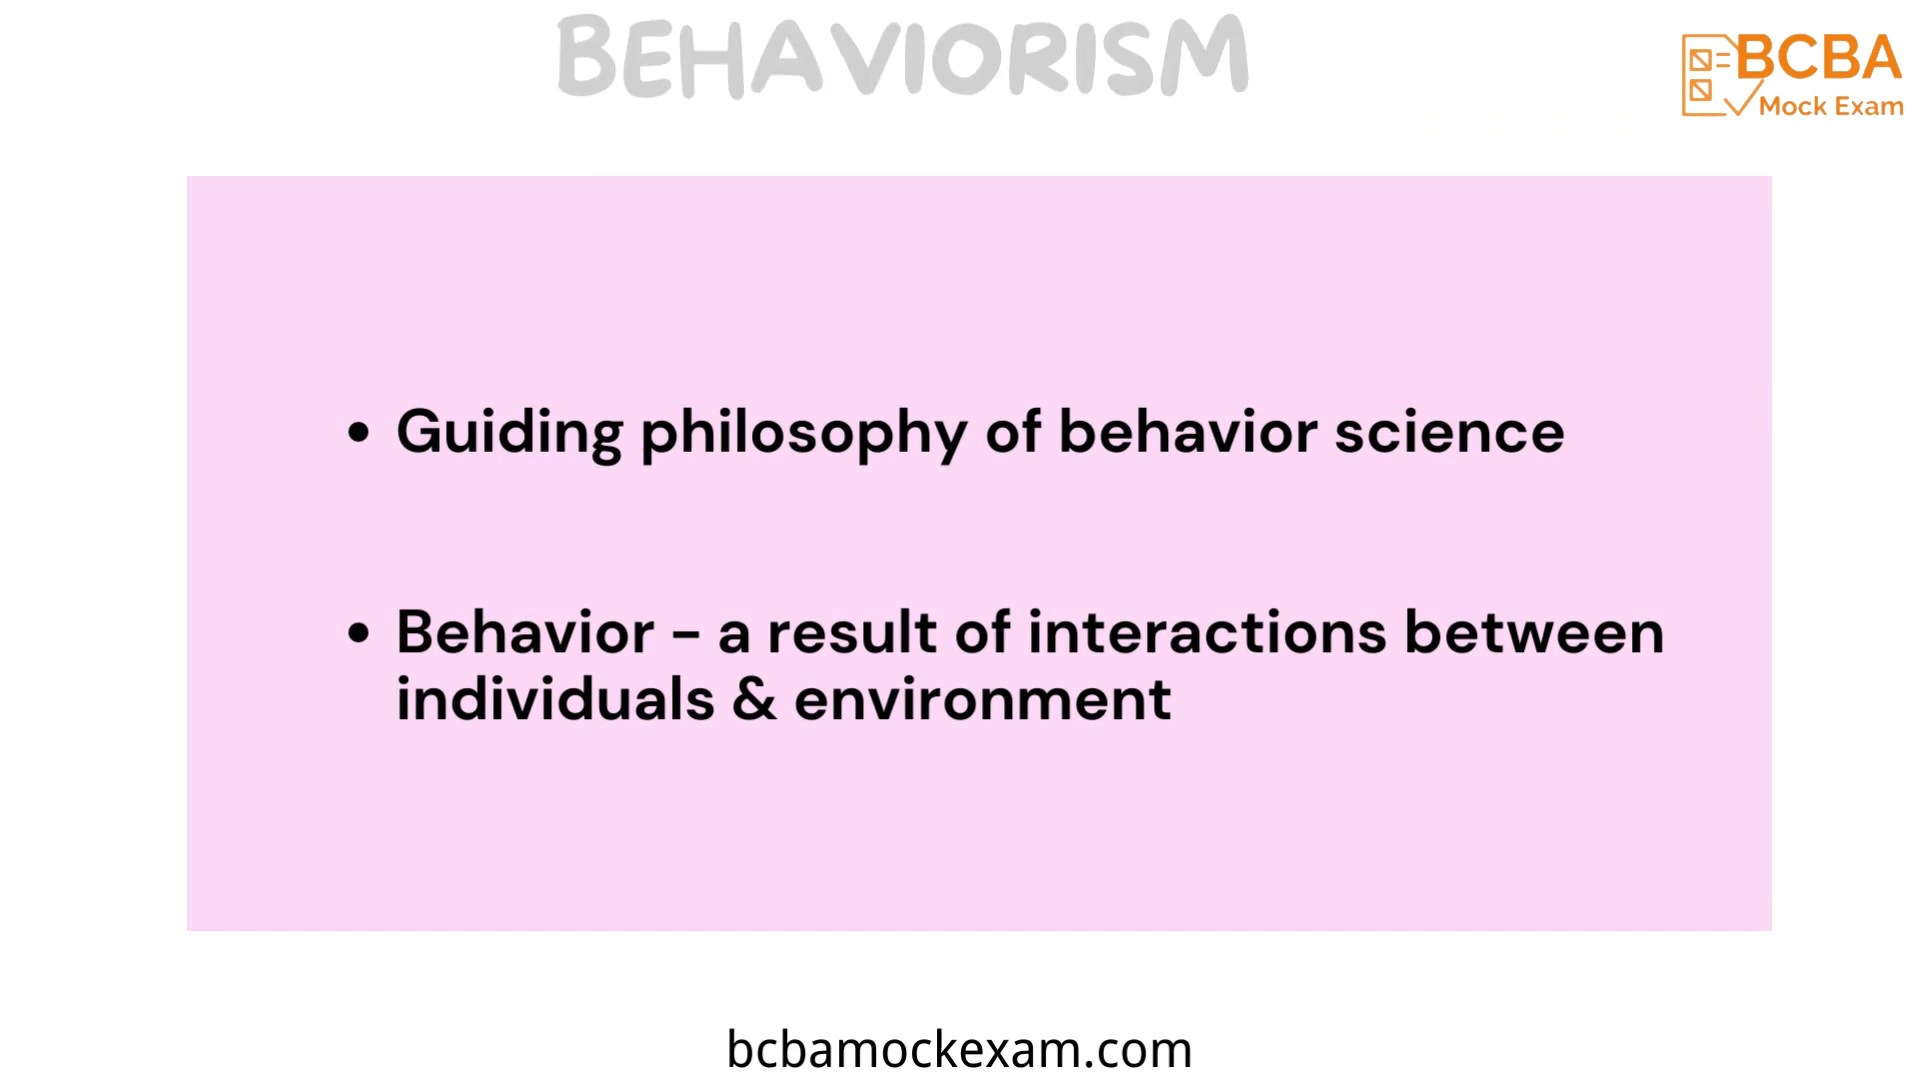 BEHAVIORISM
BCBA
Mock Exam
• Guiding philosophy of behavior science
• Behavior - a result of interactions between
individuals & environment
bcbamockexam.com